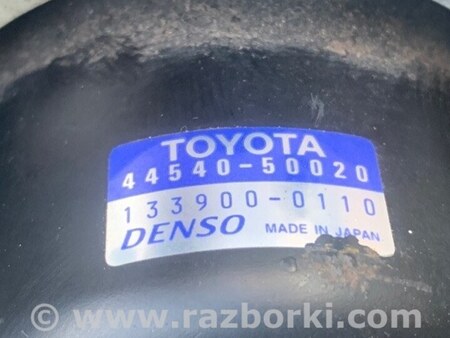 TOYOTA
44540-50020
133900-0110
DENSO MADE IN JAPAN
© www.razborki.com